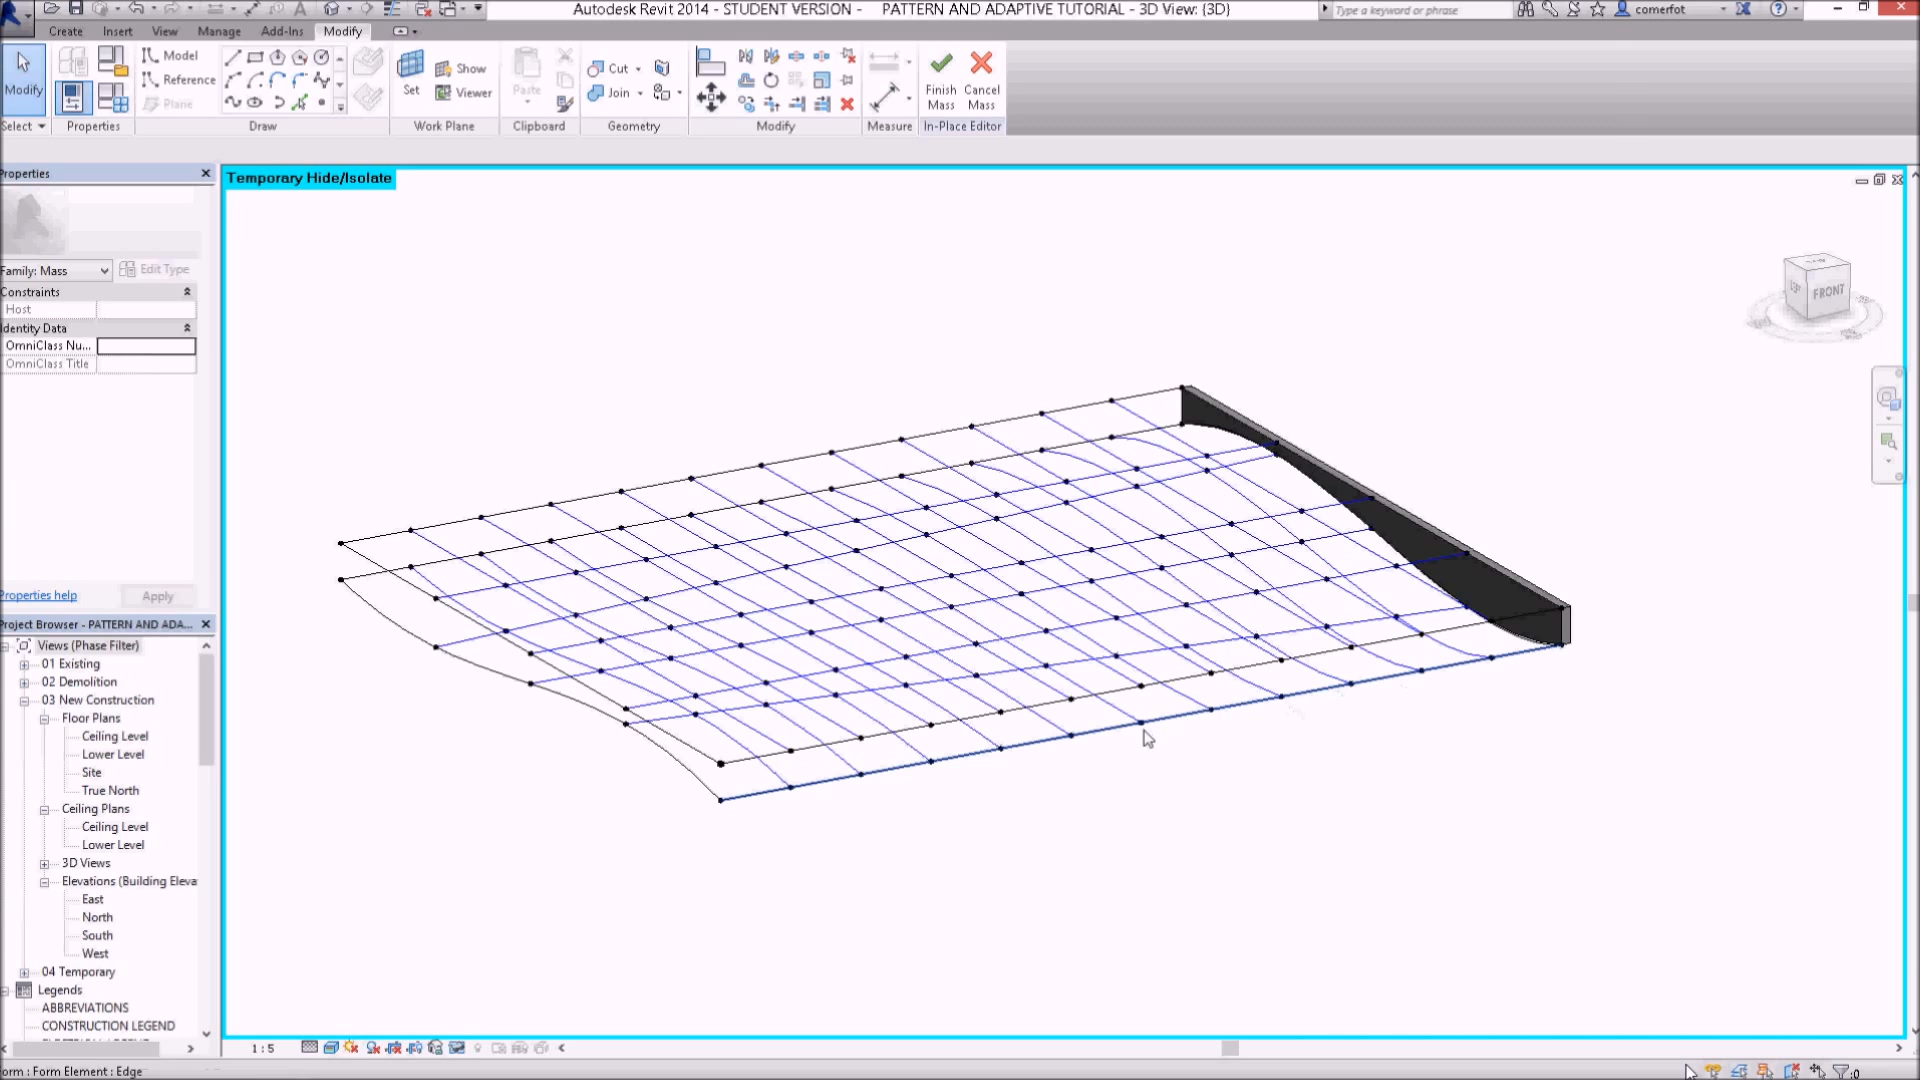 Autodesk Revit 2014 - STUDENT VERSION - PATTERN AND ADAPTIVE TUTORIAL - 3D View: {3D}
Type a keyword or phrase
comerfot
Create Insert View Manage Add-Ins Modify
Modify
Model
Reference
Plane
Set
Show
Viewer
Paste
Cut
Join
Finish Mass
Cancel Mass
Select
Properties
Draw
Work Plane
Clipboard
Geometry
Modify
Measure
In-Place Editor
Properties
Temporary Hide/Isolate
Family: Mass
Edit Type
Constraints
Host
Identity Data
OmniClass Nu...
OmniClass Title
Properties help
Apply
FRONT
Project Browser - PATTERN AND ADA...
Views (Phase Filter)
01 Existing
02 Demolition
03 New Construction
Floor Plans
Ceiling Level
Lower Level
Site
True North
Ceiling Plans
Ceiling Level
Lower Level
3D Views
Elevations (Building Eleva
East
North
South
West
04 Temporary
Legends
ABBREVIATIONS
CONSTRUCTION LEGEND
1 : 5
orm : Form Element : Edge
:0